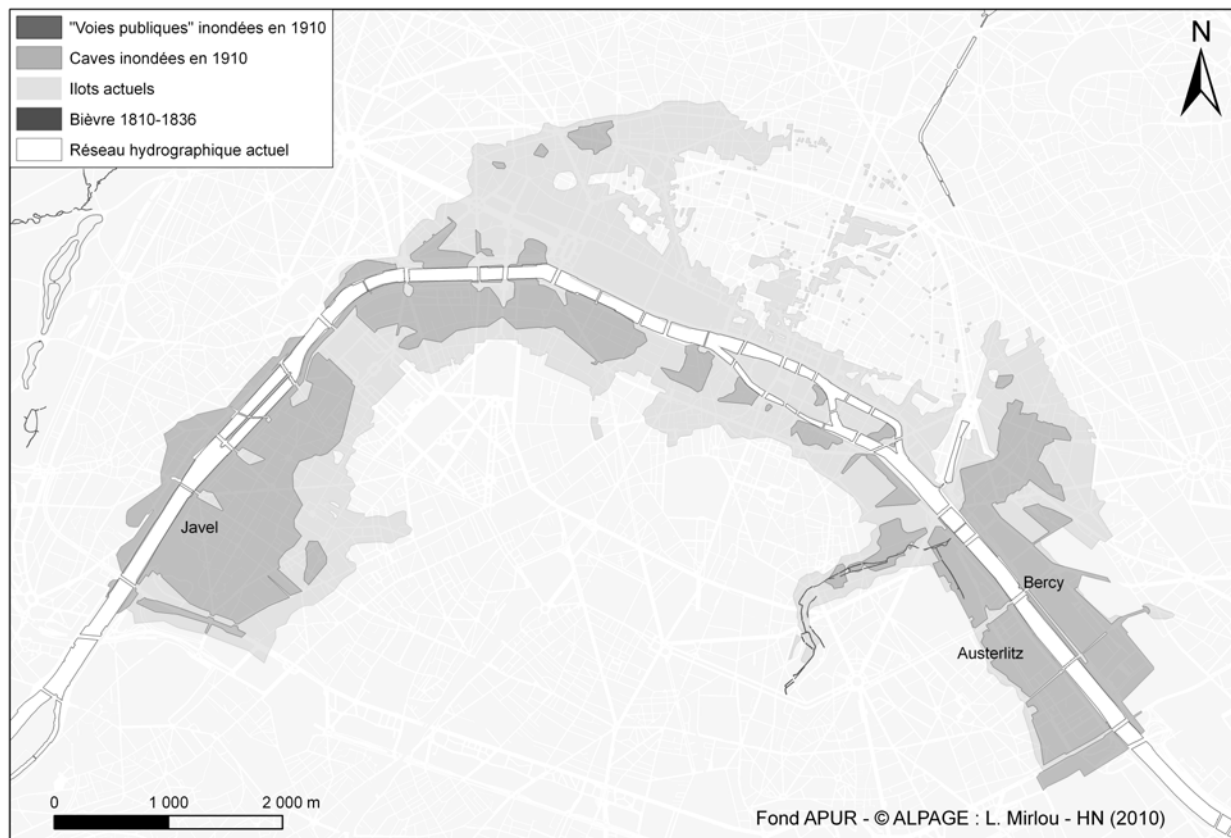 "Voies publiques" inondées en 1910
Caves inondées en 1910
Ilots actuels
Bièvre 1810-1836
Réseau hydrographique actuel
N
Javel
Bercy
Austerlitz
0 1 000 2 000 m
Fond APUR - © ALPAGE : L. Mirlou - HN (2010)